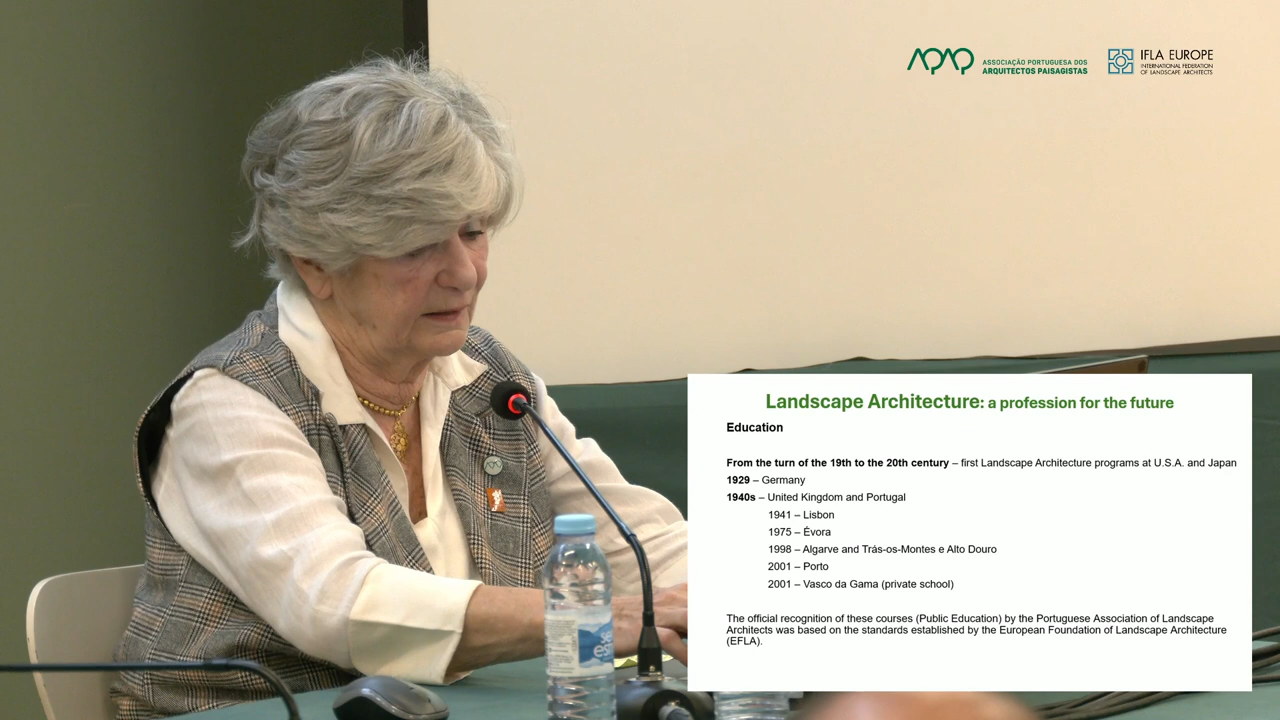 APAP
ASSOCIAÇÃO PORTUGUESA DOS
ARQUITECTOS PAISAGISTAS
IFLA EUROPE
INTERNATIONAL FEDERATION
OF LANDSCAPE ARCHITECTS
Landscape Architecture: a profession for the future
Education
From the turn of the 19th to the 20th century – first Landscape Architecture programs at U.S.A. and Japan
1929 – Germany
1940s – United Kingdom and Portugal
1941 – Lisbon
1975 – Évora
1998 – Algarve and Trás-os-Montes e Alto Douro
2001 – Porto
2001 – Vasco da Gama (private school)
The official recognition of these courses (Public Education) by the Portuguese Association of Landscape
Architects was based on the standards established by the European Foundation of Landscape Architecture
(EFLA).